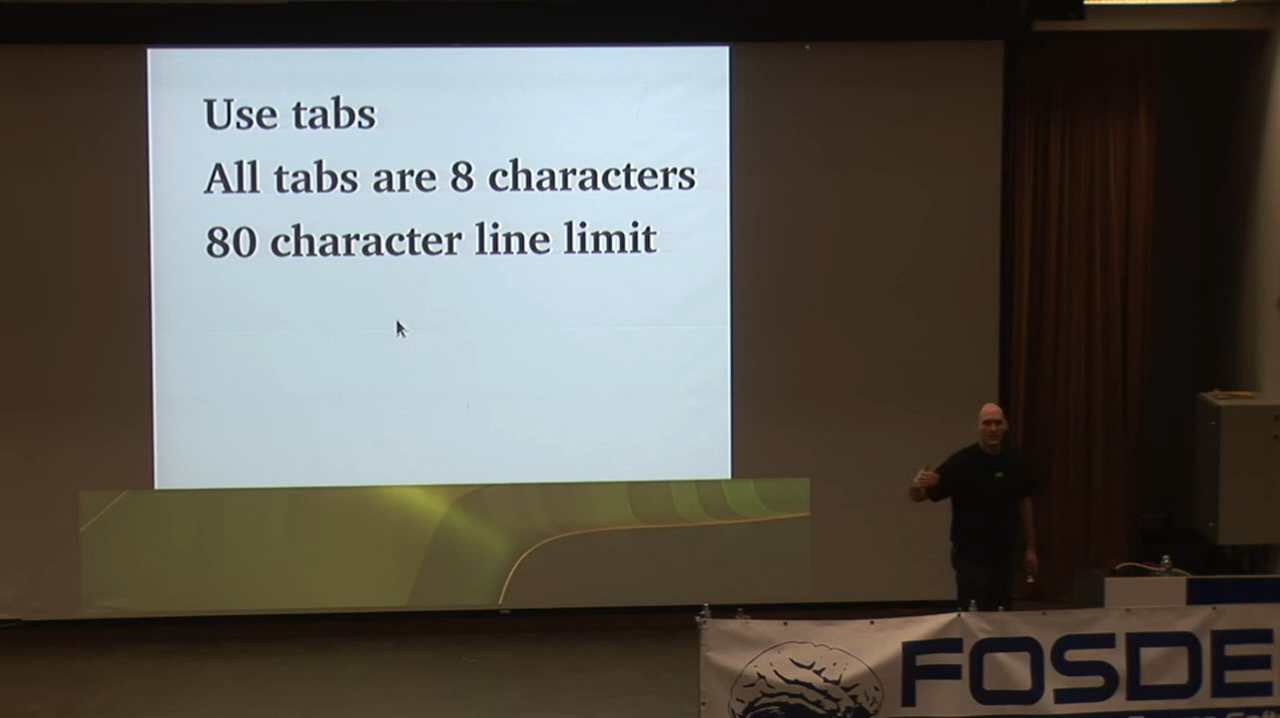 Use tabs
All tabs are 8 characters
80 character line limit
FOSDE